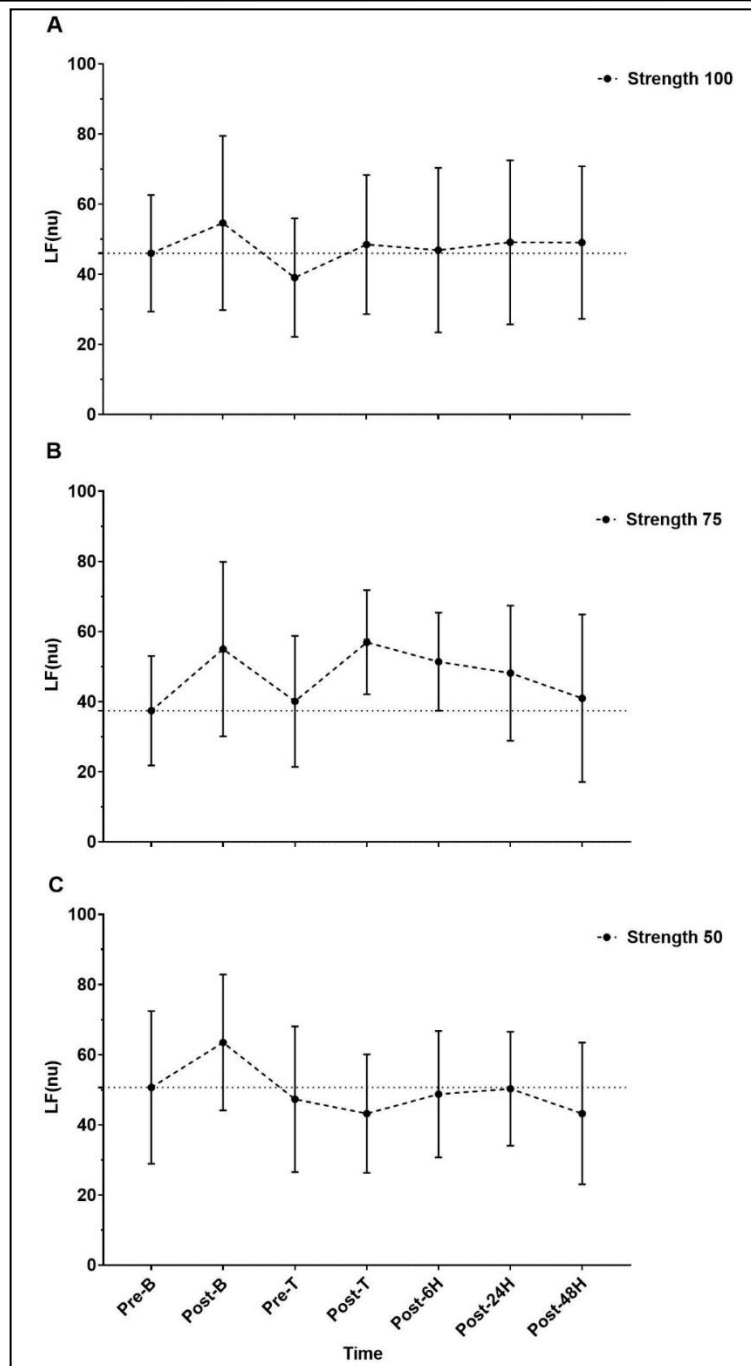 A
100
80
60
40
20
0
LF(nu)
Strength 100
B
100
80
60
40
20
0
LF(nu)
Strength 75
C
100
80
60
40
20
0
LF(nu)
Strength 50
Pre-B
Post-B
Pre-T
Post-T
Post-6H
Post-24H
Post-48H
Time